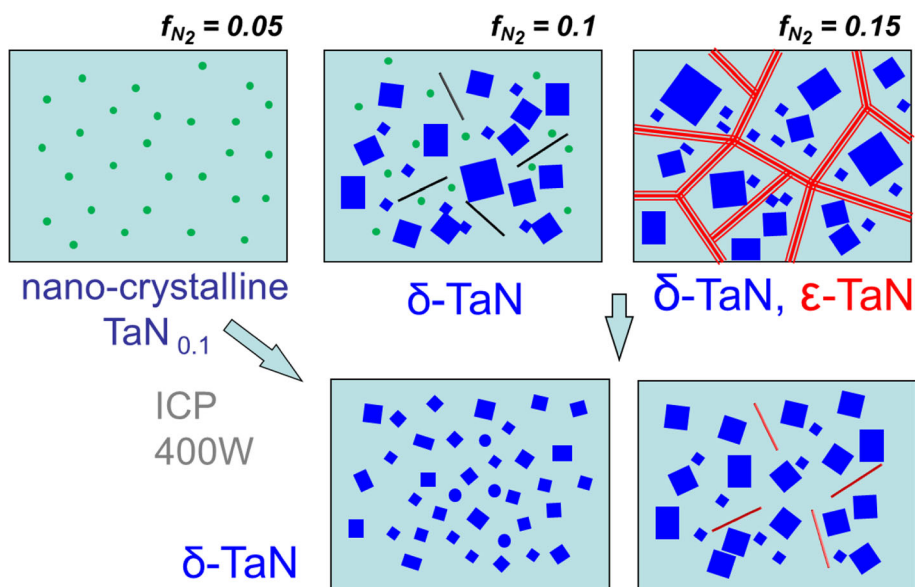 f_N₂ = 0.05
f_N₂ = 0.1
f_N₂ = 0.15
nano-crystalline
TaN 0.1
δ-TaN
δ-TaN, ε-TaN
ICP
400W
δ-TaN